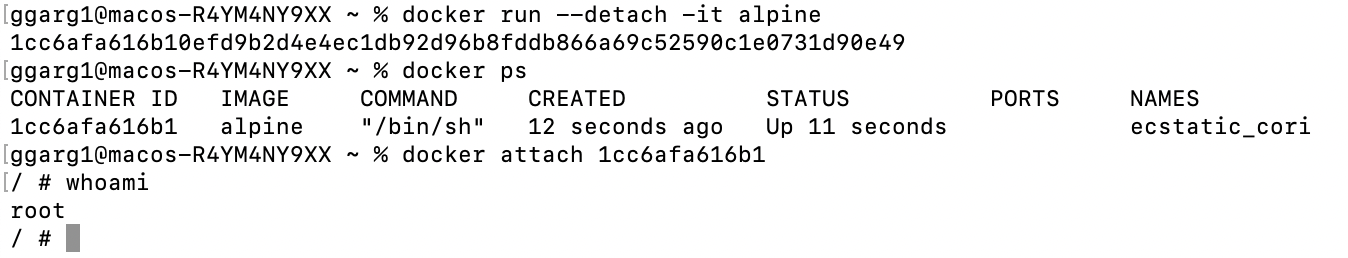 [ggarg1@macos-R4YM4NY9XX ~ % docker run --detach -it alpine
1cc6afa616b10efd9b2d4e4ec1db92d96b8fddb866a69c52590c1e0731d90e49
[ggarg1@macos-R4YM4NY9XX ~ % docker ps
CONTAINER ID   IMAGE     COMMAND     CREATED          STATUS          PORTS     NAMES
1cc6afa616b1   alpine    "/bin/sh"   12 seconds ago   Up 11 seconds             ecstatic_cori
[ggarg1@macos-R4YM4NY9XX ~ % docker attach 1cc6afa616b1
[/ # whoami
root
/ #